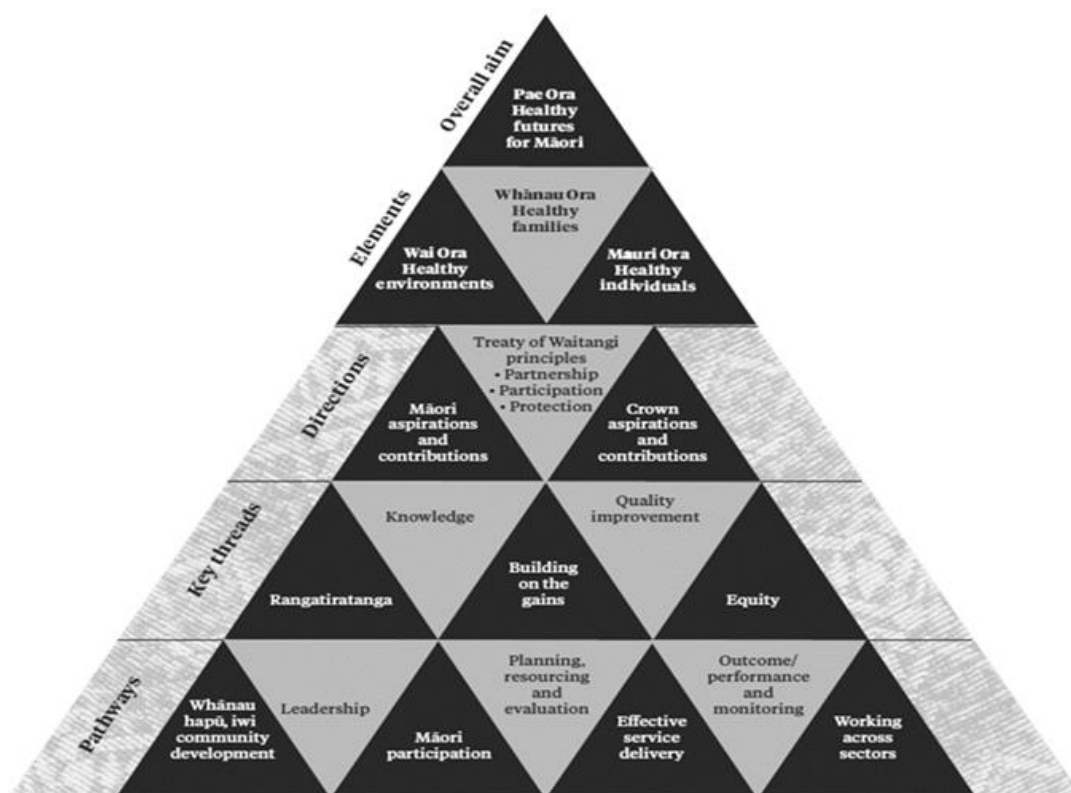 Overall aim
Pae Ora
Healthy
futures
for Māori
Elements
Whānau Ora
Healthy
families
Wai Ora
Healthy
environments
Mauri Ora
Healthy
individuals
Directions
Treaty of Waitangi
principles
• Partnership
• Participation
• Protection
Māori
aspirations
and
contributions
Crown
aspirations
and
contributions
Key threads
Knowledge
Quality
improvement
Rangatiratanga
Building
on the
gains
Equity
Pathways
Whānau
hapū, iwi
community
development
Leadership
Māori
participation
Planning,
resourcing
and
evaluation
Effective
service
delivery
Outcome/
performance
and
monitoring
Working
across
sectors